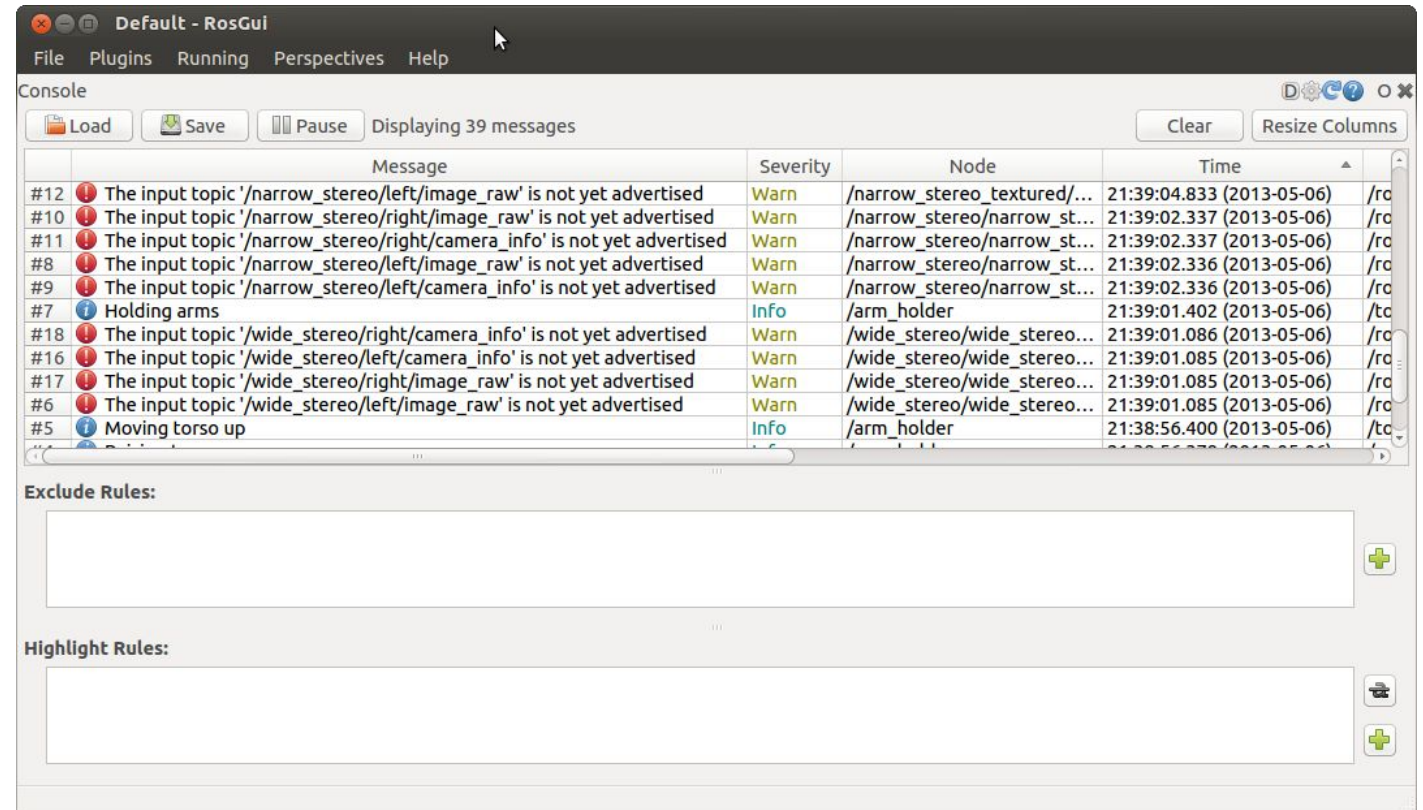 Default - RosGui
File Plugins Running Perspectives Help
Console D O
Load Save Pause Displaying 39 messages Clear Resize Columns
Message Severity Node Time
#12 The input topic '/narrow_stereo/left/image_raw' is not yet advertised Warn /narrow_stereo_textured/... 21:39:04.833 (2013-05-06) /ro
#10 The input topic '/narrow_stereo/right/image_raw' is not yet advertised Warn /narrow_stereo/narrow_st... 21:39:02.337 (2013-05-06) /ro
#11 The input topic '/narrow_stereo/right/camera_info' is not yet advertised Warn /narrow_stereo/narrow_st... 21:39:02.337 (2013-05-06) /ro
#8 The input topic '/narrow_stereo/left/image_raw' is not yet advertised Warn /narrow_stereo/narrow_st... 21:39:02.336 (2013-05-06) /ro
#9 The input topic '/narrow_stereo/left/camera_info' is not yet advertised Warn /narrow_stereo/narrow_st... 21:39:02.336 (2013-05-06) /ro
#7 Holding arms Info /arm_holder 21:39:01.402 (2013-05-06) /to
#18 The input topic '/wide_stereo/right/camera_info' is not yet advertised Warn /wide_stereo/wide_stereo... 21:39:01.086 (2013-05-06) /ro
#16 The input topic '/wide_stereo/left/camera_info' is not yet advertised Warn /wide_stereo/wide_stereo... 21:39:01.085 (2013-05-06) /ro
#17 The input topic '/wide_stereo/right/image_raw' is not yet advertised Warn /wide_stereo/wide_stereo... 21:39:01.085 (2013-05-06) /ro
#6 The input topic '/wide_stereo/left/image_raw' is not yet advertised Warn /wide_stereo/wide_stereo... 21:39:01.085 (2013-05-06) /ro
#5 Moving torso up Info /arm_holder 21:38:56.400 (2013-05-06) /to
Exclude Rules:
Highlight Rules: